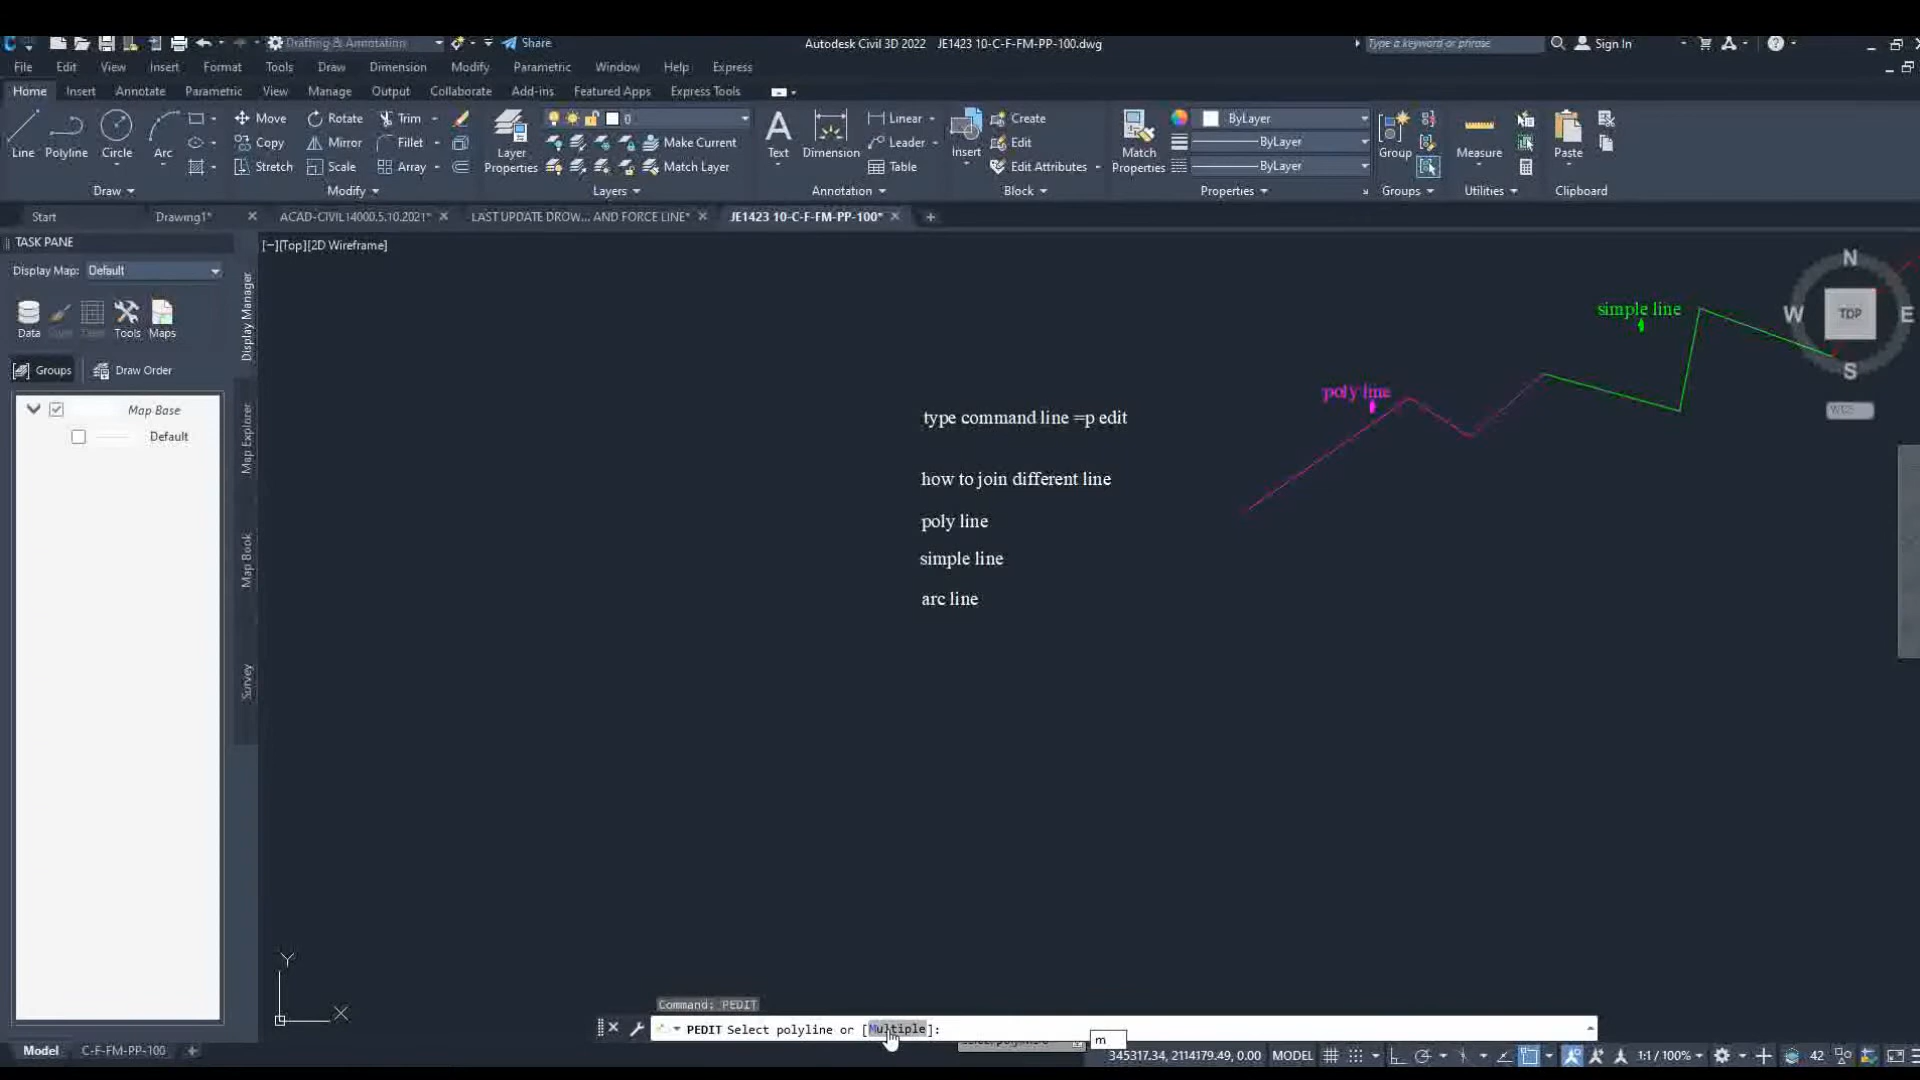 Drafting & Annotation
Share
Autodesk Civil 3D 2022 JE1423 10-C-F-FM-PP-100.dwg
Type a keyword or phrase
Sign In
File Edit View Insert Format Tools Draw Dimension Modify Parametric Window Help Express
Home Insert Annotate Parametric View Manage Output Collaborate Add-ins Featured Apps Express Tools
Move Rotate Trim
0
Linear
Create
ByLayer
Line Polyline Circle Arc
Copy Mirror Fillet
Make Current
Leader
Edit
ByLayer
Layer Properties
Text Dimension
Insert
Match Properties
Group
Measure
Paste
Stretch Scale Array
Match Layer
Table
Edit Attributes
ByLayer
Draw Modify Layers Annotation Block Properties Groups Utilities Clipboard
Start Drawing1* ACAD-CIVIL14000.5.10.2021* LAST UPDATE DROW... AND FORCE LINE* JE1423 10-C-F-FM-PP-100*
TASK PANE
[−][Top][2D Wireframe]
Display Map: Default
Data
Tools Maps
Groups Draw Order
Map Base
Default
Display Manager
Map Explorer
Map Book
Survey
N
W TOP E
S
WCS
simple line
poly line
type command line =p edit
how to join different line
poly line
simple line
arc line
Y
X
Command: PEDIT
PEDIT Select polyline or [Multiple]:
m
Model C-F-FM-PP-100
345317.34, 2114179.49, 0.00 MODEL
1:1 / 100%
42